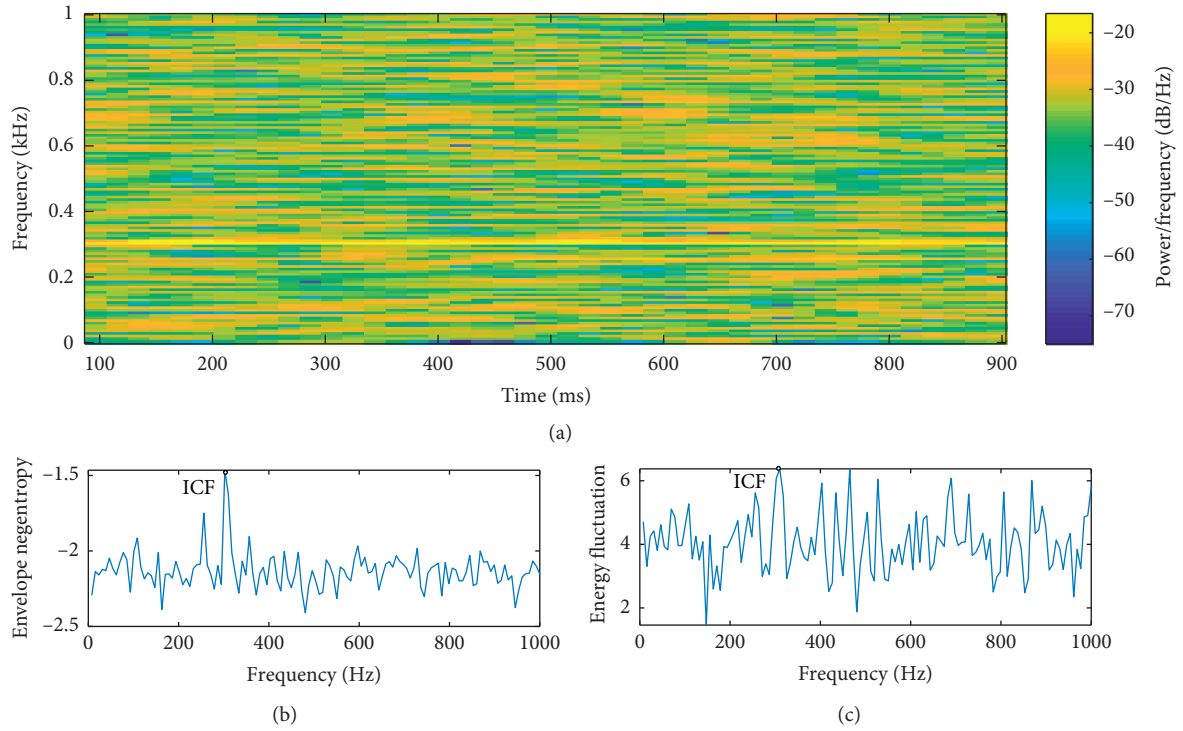 1
0.8
0.6
0.4
0.2
0
Frequency (kHz)
100 200 300 400 500 600 700 800 900
Time (ms)
−20
−30
−40
−50
−60
−70
Power/frequency (dB/Hz)
(a)
−1.5
−2
−2.5
Envelope negentropy
ICF
0 200 400 600 800 1000
Frequency (Hz)
(b)
6
4
2
Energy fluctuation
ICF
0 200 400 600 800 1000
Frequency (Hz)
(c)